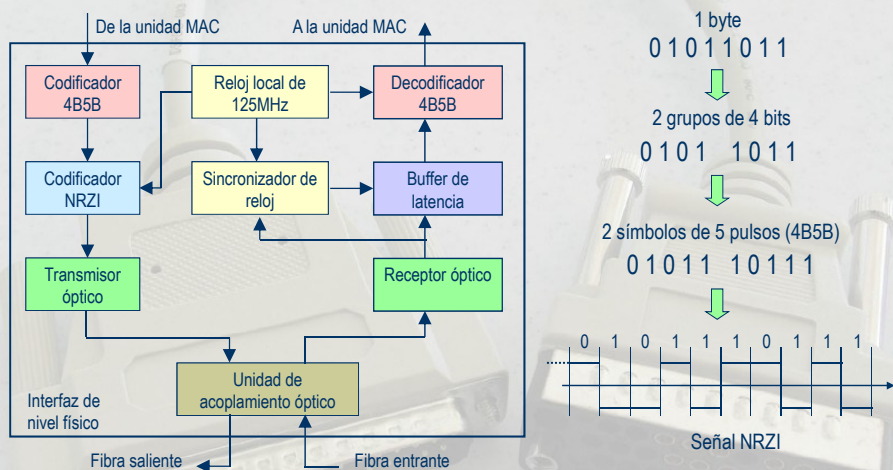 De la unidad MAC
A la unidad MAC
Codificador
4B5B
Reloj local de
125MHz
Decodificador
4B5B
Codificador
NRZI
Sincronizador de
reloj
Buffer de
latencia
Transmisor
óptico
Receptor óptico
Unidad de
acoplamiento óptico
Interfaz de
nivel físico
Fibra saliente
Fibra entrante
1 byte
0 1 0 1 1 0 1 1
2 grupos de 4 bits
0 1 0 1 1 0 1 1
2 símbolos de 5 pulsos (4B5B)
0 1 0 1 1 1 0 1 1 1
0 1 0 1 1 1 0 1 1 1
Señal NRZI